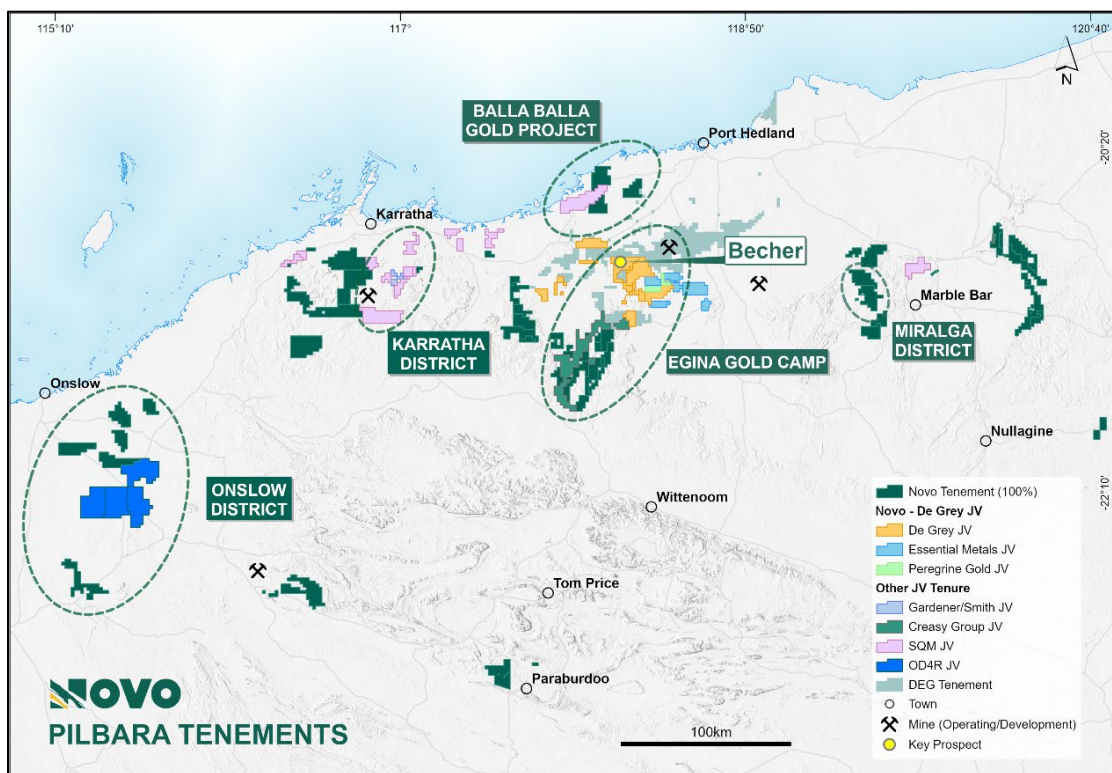 115°10'
117°
118°50'
120°40'
N
BALLA BALLA
GOLD PROJECT
Port Hedland
-20°20'
Karratha
Becher
Marble Bar
KARRATHA
DISTRICT
EGINA GOLD CAMP
MIRALGA
DISTRICT
Onslow
Nullagine
-22°10'
ONSLOW
DISTRICT
Wittenoom
Tom Price
Paraburdoo
NOVO
PILBARA TENEMENTS
100km
Novo Tenement (100%)
Novo - De Grey JV
De Grey JV
Essential Metals JV
Peregrine Gold JV
Other JV Tenure
Gardener/Smith JV
Creasy Group JV
SQM JV
OD4R JV
DEG Tenement
Town
Mine (Operating/Development)
Key Prospect